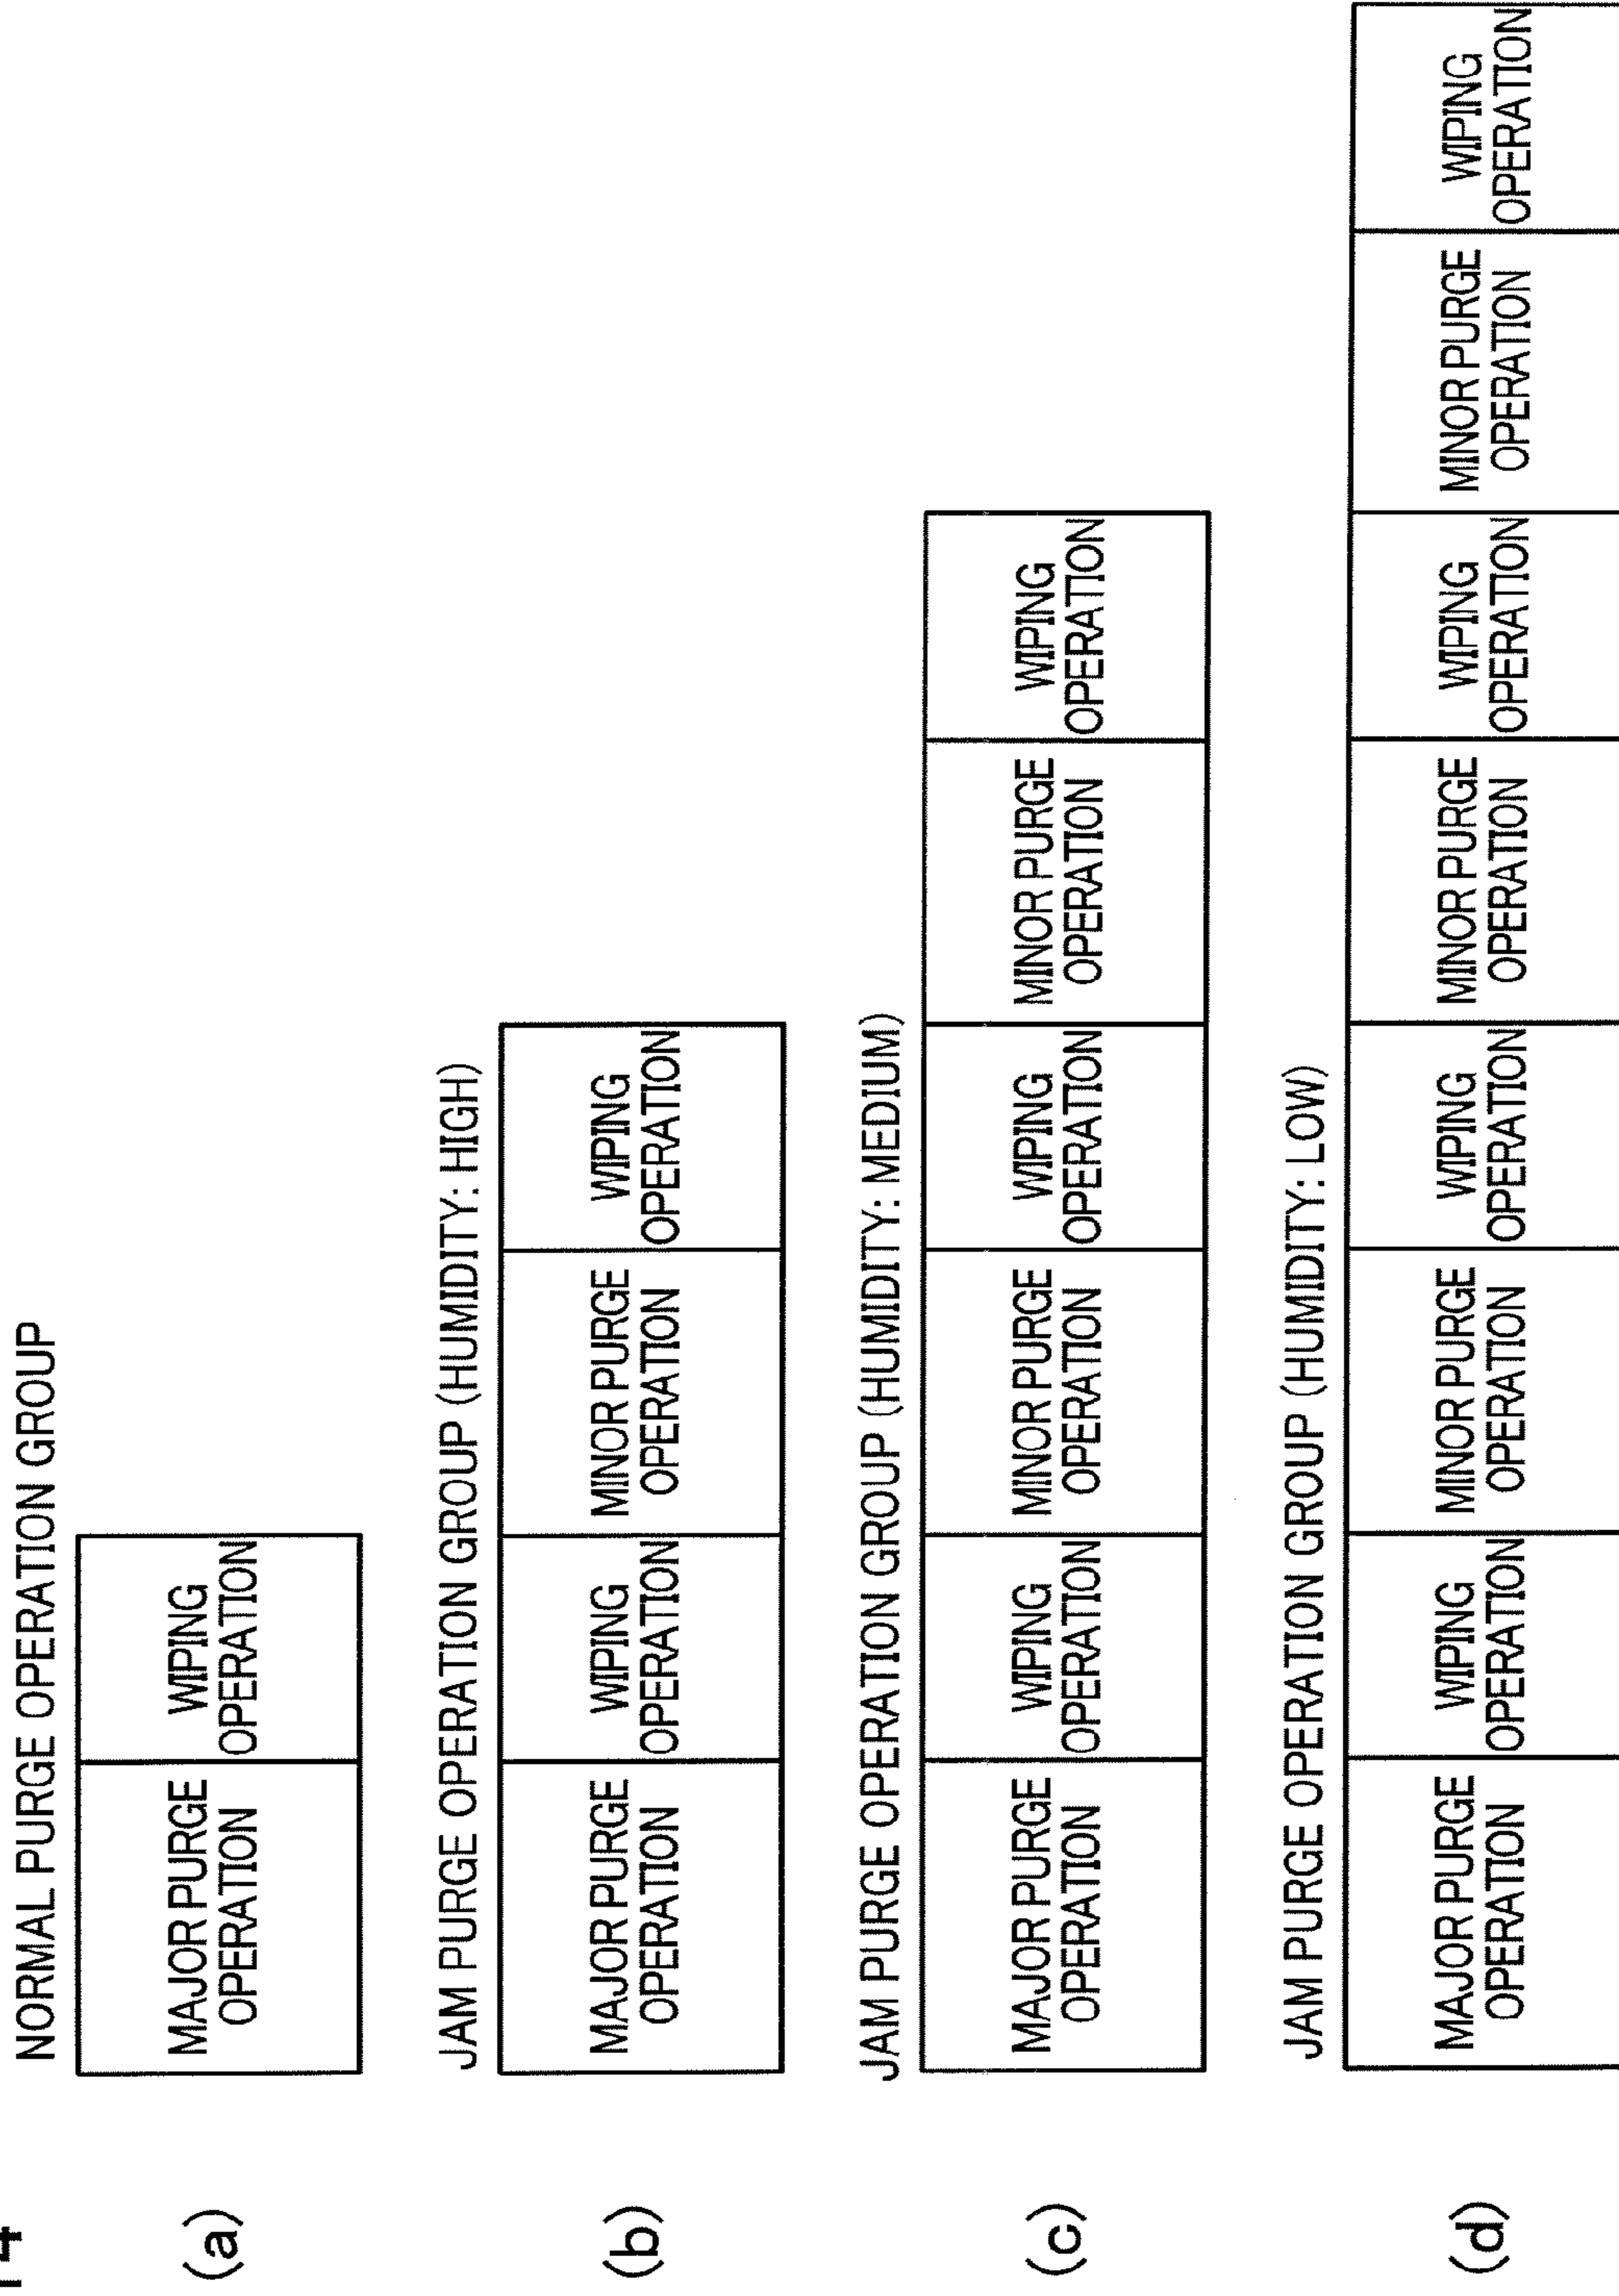 NORMAL PURGE OPERATION GROUP
(a)
MAJOR PURGE
OPERATION
WIPING
OPERATION
JAM PURGE OPERATION GROUP (HUMIDITY: HIGH)
(b)
MAJOR PURGE
OPERATION
WIPING
OPERATION
MINOR PURGE
OPERATION
WIPING
OPERATION
JAM PURGE OPERATION GROUP (HUMIDITY: MEDIUM)
(c)
MAJOR PURGE
OPERATION
WIPING
OPERATION
MINOR PURGE
OPERATION
WIPING
OPERATION
MINOR PURGE
OPERATION
WIPING
OPERATION
JAM PURGE OPERATION GROUP (HUMIDITY: LOW)
(d)
MAJOR PURGE
OPERATION
WIPING
OPERATION
MINOR PURGE
OPERATION
WIPING
OPERATION
MINOR PURGE
OPERATION
WIPING
OPERATION
MINOR PURGE
OPERATION
WIPING
OPERATION